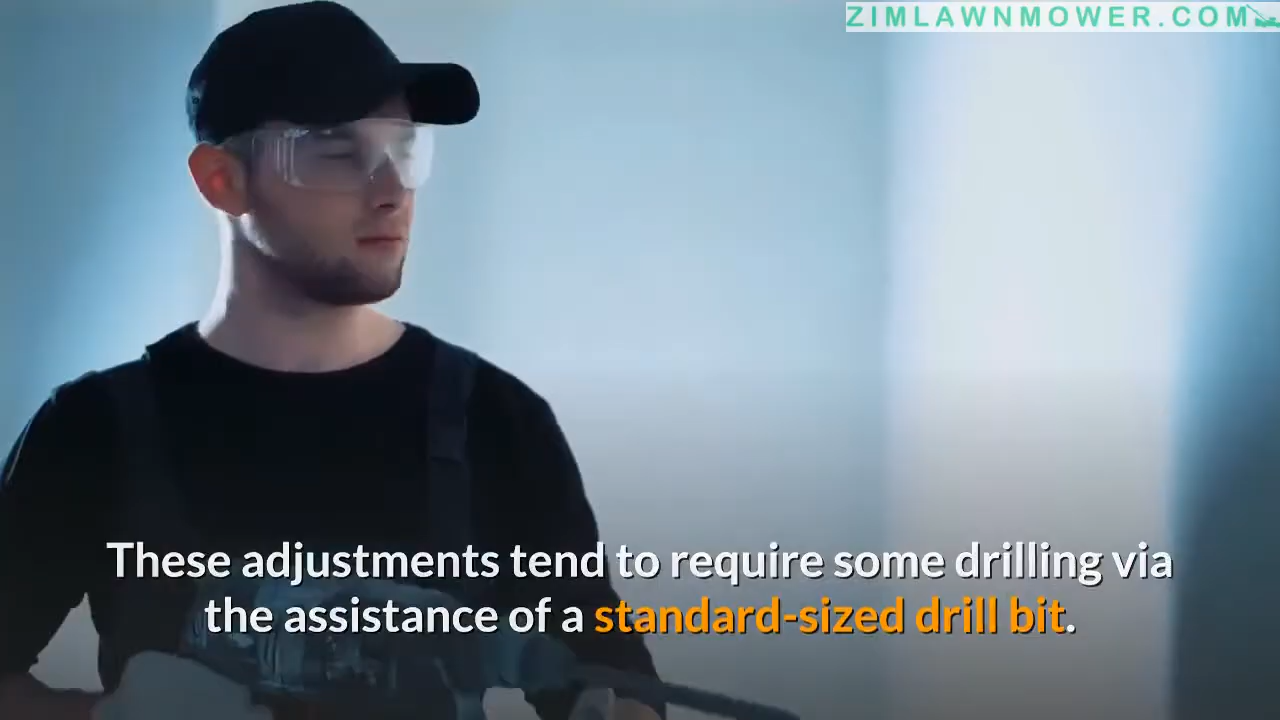 ZIMLAWNMOWER.COM
These adjustments tend to require some drilling via
the assistance of a standard-sized drill bit.